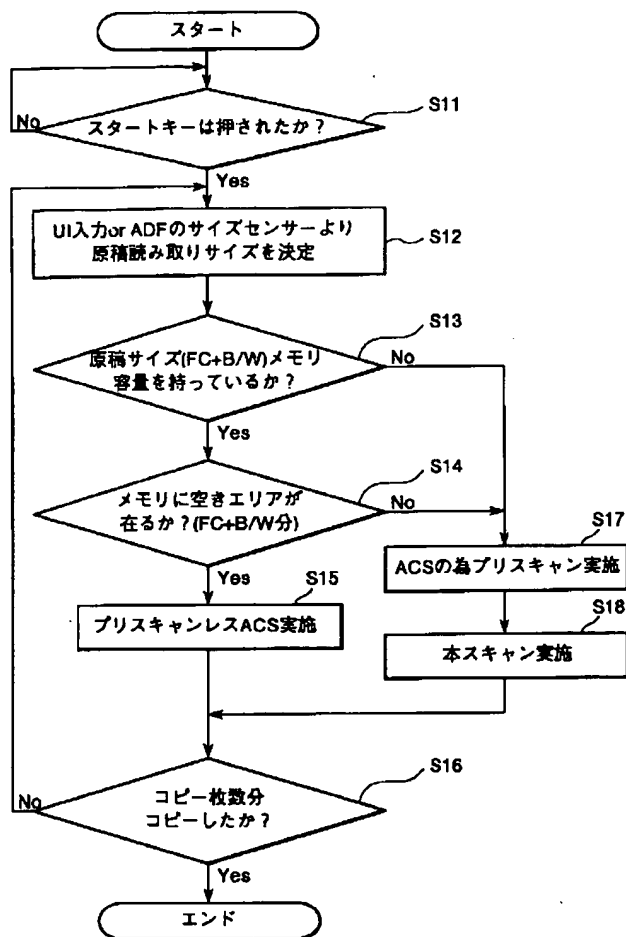 スタート
S11
スタートキーは押されたか？
No
Yes
UI入力or ADFのサイズセンサーより
原稿読み取りサイズを決定
S12
S13
原稿サイズ(FC+B/W)メモリ
容量を持っているか？
No
Yes
S14
メモリに空きエリアが
在るか？(FC+B/W分)
No
Yes
S17
ACSの為プリスキャン実施
S15
プリスキャンレスACS実施
S18
本スキャン実施
S16
コピー枚数分
コピーしたか？
No
Yes
エンド